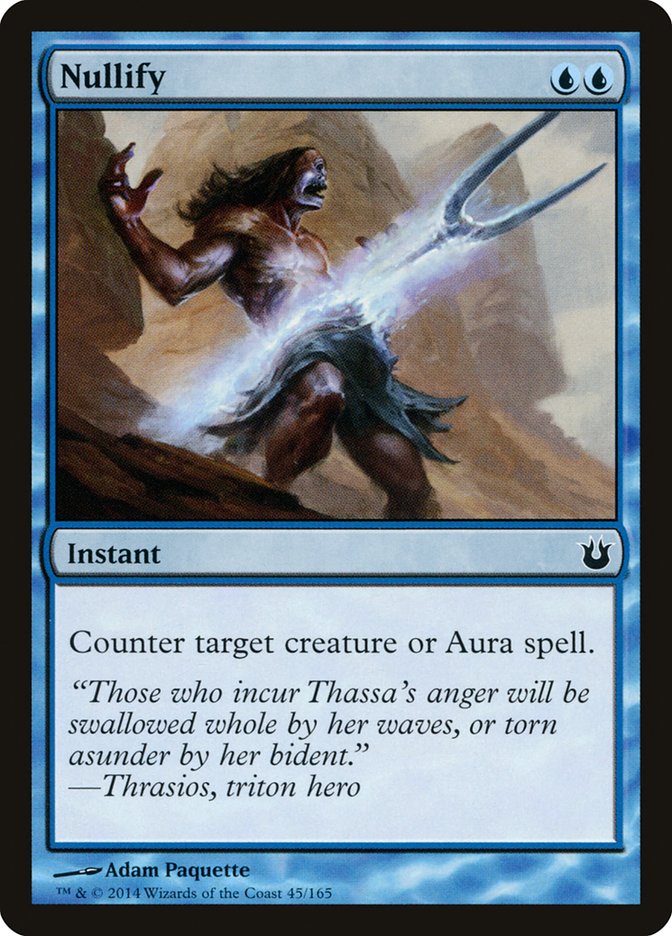 Nullify
Instant
Counter target creature or Aura spell.
“Those who incur Thassa’s anger will be
swallowed whole by her waves, or torn
asunder by her bident.”
—Thrasios, triton hero
Adam Paquette
™ & © 2014 Wizards of the Coast 45/165